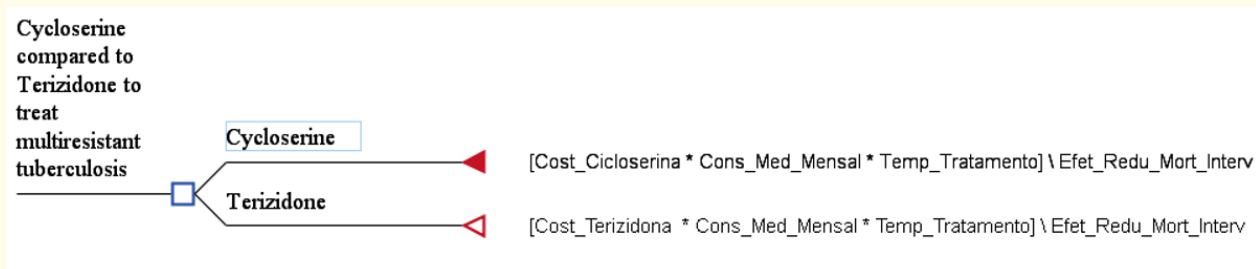 Cycloserine
compared to
Terizidone to
treat
multiresistant
tuberculosis
Cycloserine
[Cost_Cicloserina * Cons_Med_Mensal * Temp_Tratamento] \ Efet_Redu_Mort_Interv
Terizidone
[Cost_Terizidona * Cons_Med_Mensal * Temp_Tratamento] \ Efet_Redu_Mort_Interv